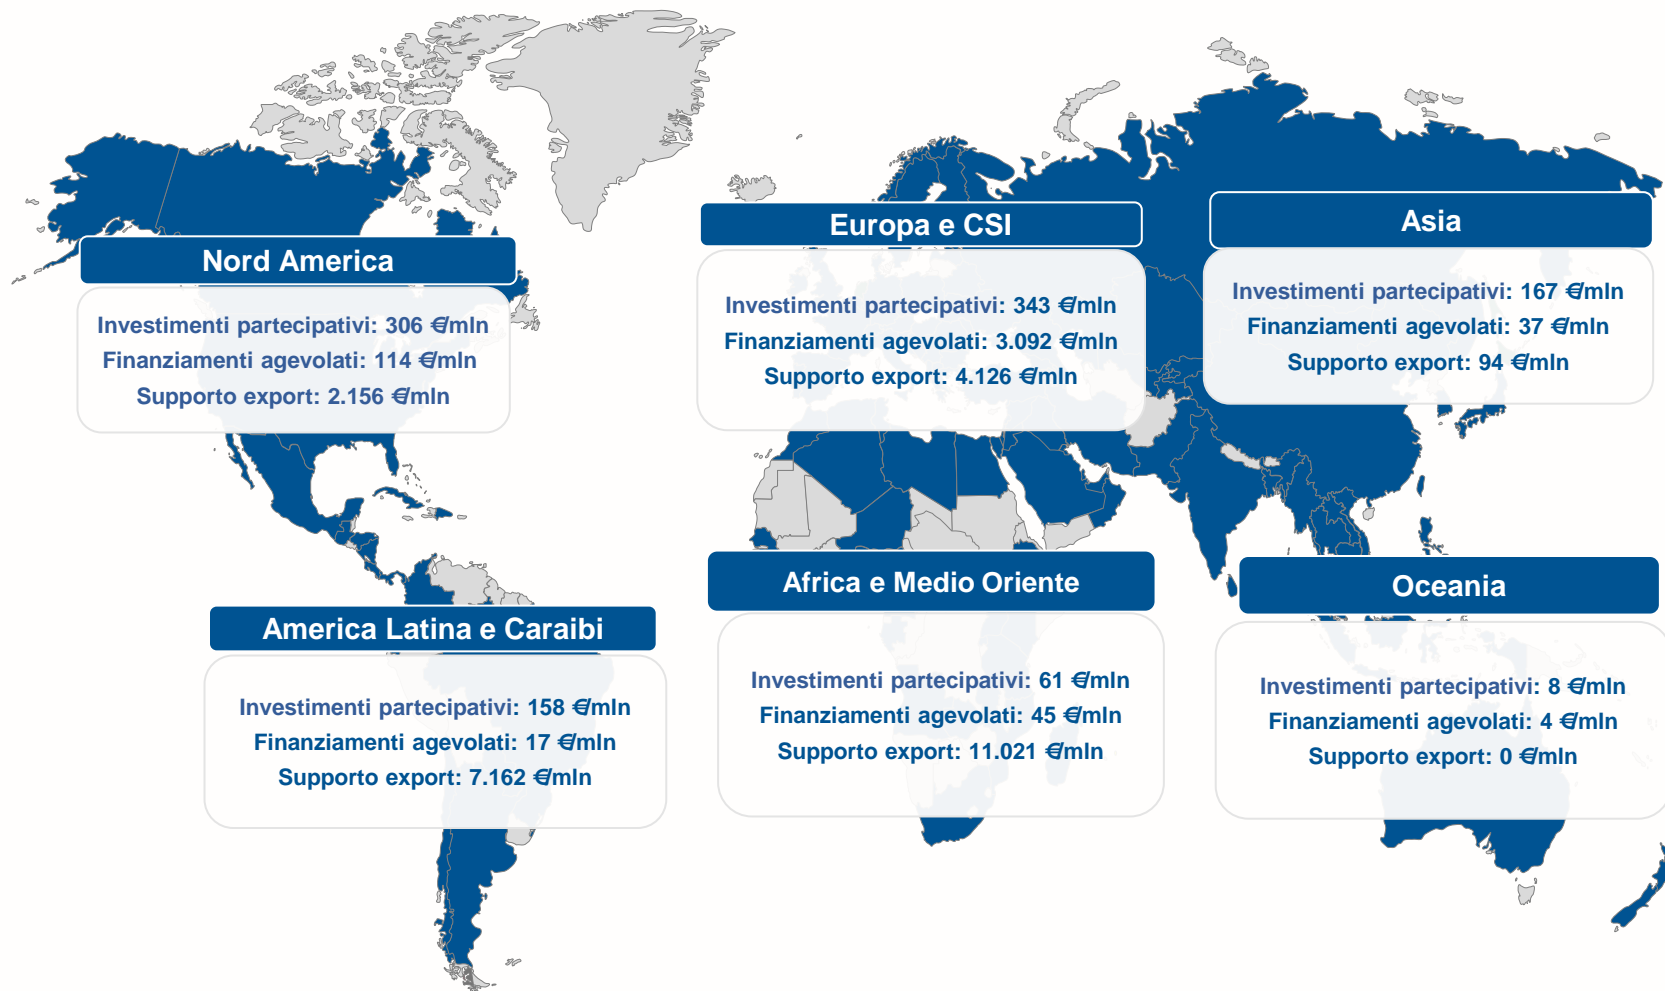 Nord America
Investimenti partecipativi: 306 €/mln
Finanziamenti agevolati: 114 €/mln
Supporto export: 2.156 €/mln
Europa e CSI
Investimenti partecipativi: 343 €/mln
Finanziamenti agevolati: 3.092 €/mln
Supporto export: 4.126 €/mln
Asia
Investimenti partecipativi: 167 €/mln
Finanziamenti agevolati: 37 €/mln
Supporto export: 94 €/mln
America Latina e Caraibi
Investimenti partecipativi: 158 €/mln
Finanziamenti agevolati: 17 €/mln
Supporto export: 7.162 €/mln
Africa e Medio Oriente
Investimenti partecipativi: 61 €/mln
Finanziamenti agevolati: 45 €/mln
Supporto export: 11.021 €/mln
Oceania
Investimenti partecipativi: 8 €/mln
Finanziamenti agevolati: 4 €/mln
Supporto export: 0 €/mln